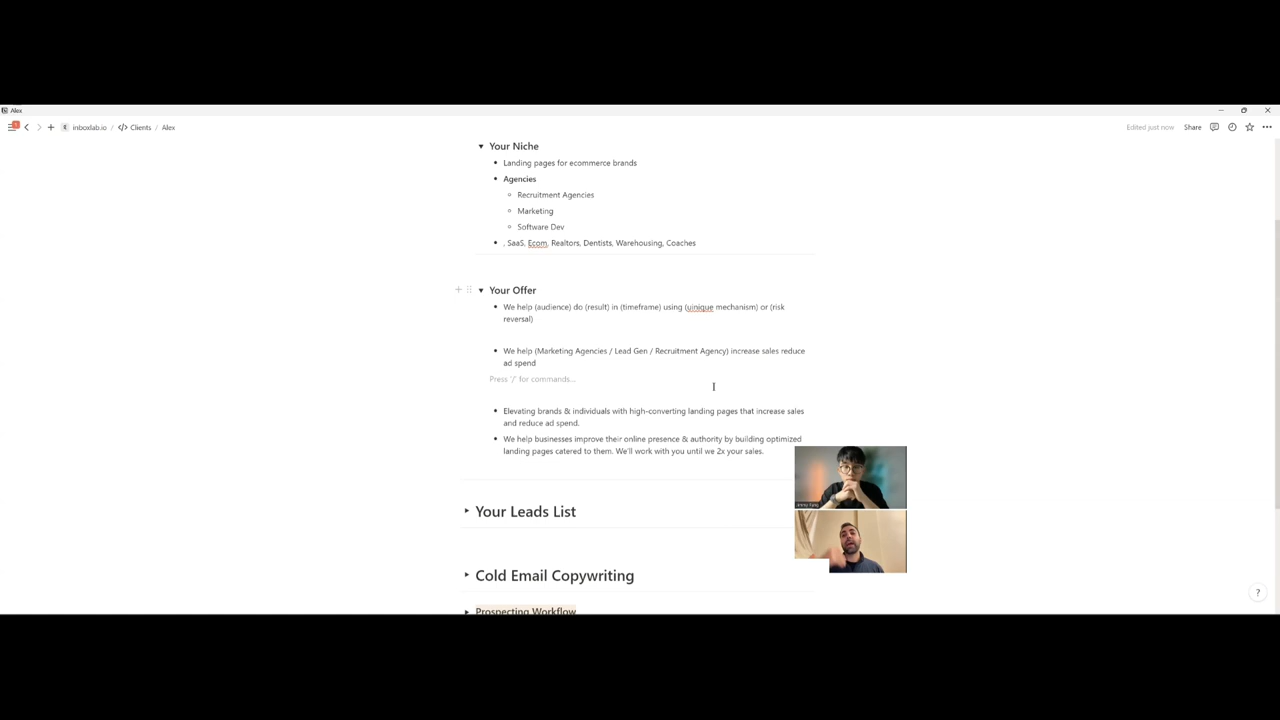 Alex
1
inboxlab.io / Clients / Alex
Edited just now
Share
Your Niche
Landing pages for ecommerce brands
Agencies
Recruitment Agencies
Marketing
Software Dev
, SaaS, Ecom, Realtors, Dentists, Warehousing, Coaches
Your Offer
We help (audience) do (result) in (timeframe) using (uinique mechanism) or (risk
reversal)
We help (Marketing Agencies / Lead Gen / Recruitment Agency) increase sales reduce
ad spend
Press '/' for commands...
Elevating brands & individuals with high-converting landing pages that increase sales
and reduce ad spend.
We help businesses improve their online presence & authority by building optimized
landing pages catered to them. We'll work with you until we 2x your sales.
Your Leads List
Cold Email Copywriting
Prospecting Workflow
?